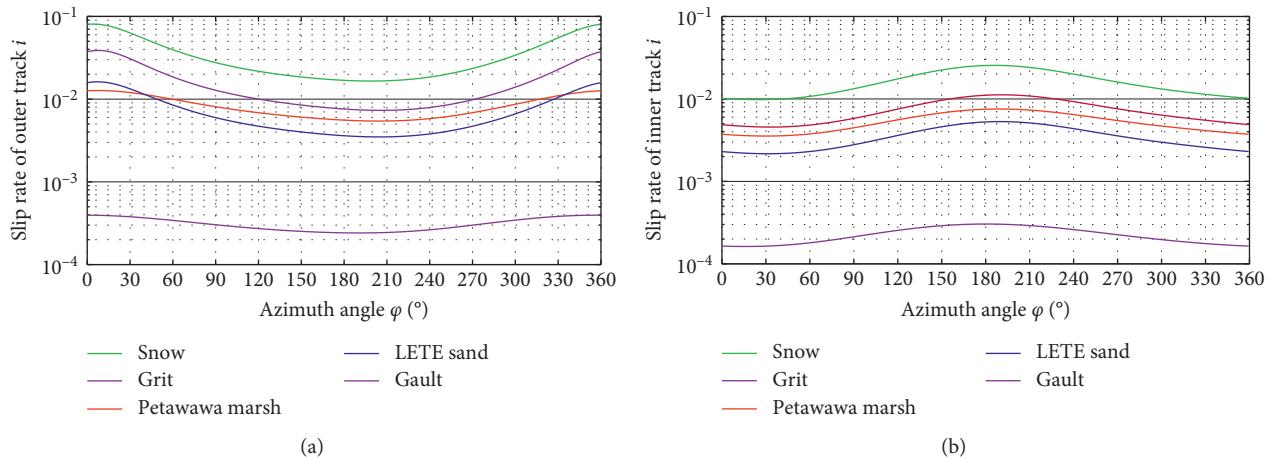 10⁻¹
10⁻²
10⁻³
10⁻⁴
Slip rate of outer track i
0 30 60 90 120 150 180 210 240 270 300 330 360
Azimuth angle φ (°)
Snow
Grit
Petawawa marsh
LETE sand
Gault
(a)
10⁻¹
10⁻²
10⁻³
10⁻⁴
Slip rate of inner track i
0 30 60 90 120 150 180 210 240 270 300 330 360
Azimuth angle φ (°)
Snow
Grit
Petawawa marsh
LETE sand
Gault
(b)